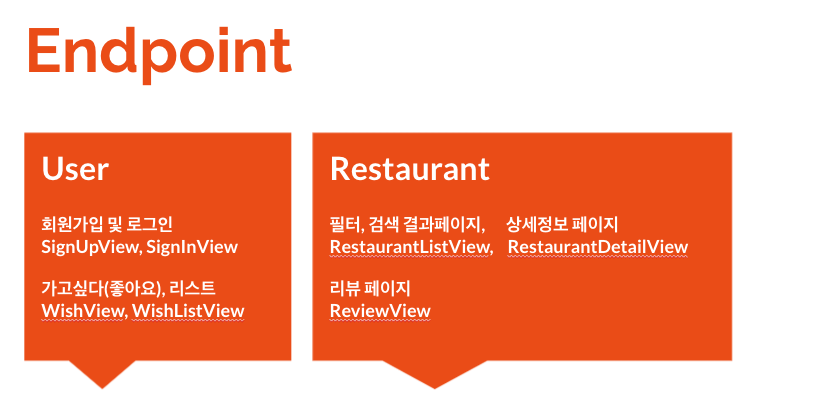 Endpoint
User
회원가입 및 로그인
SignUpView, SignInView
가고싶다(좋아요), 리스트
WishView, WishListView
Restaurant
필터, 검색 결과페이지, 상세정보 페이지
RestaurantListView, RestaurantDetailView
리뷰 페이지
ReviewView